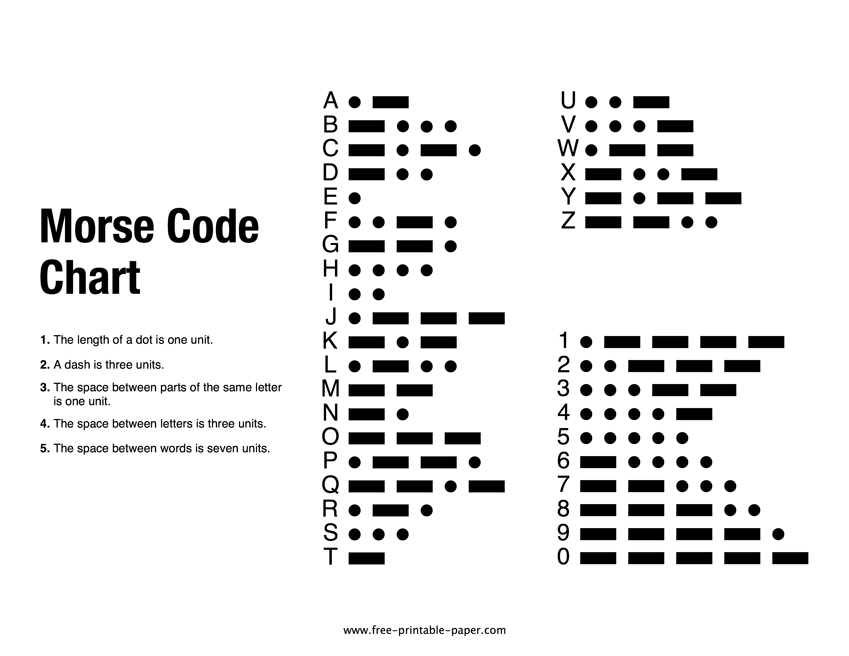 Morse Code
Chart
1. The length of a dot is one unit.
2. A dash is three units.
3. The space between parts of the same letter
is one unit.
4. The space between letters is three units.
5. The space between words is seven units.
A
B
C
D
E
F
G
H
I
J
K
L
M
N
O
P
Q
R
S
T
U
V
W
X
Y
Z
1
2
3
4
5
6
7
8
9
0
www.free-printable-paper.com